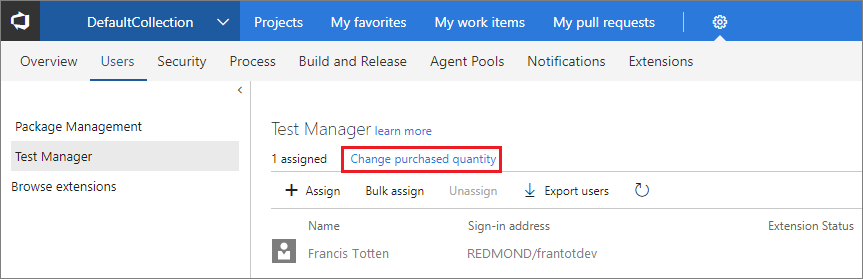 DefaultCollection Projects My favorites My work items My pull requests
Overview Users Security Process Build and Release Agent Pools Notifications Extensions
Package Management
Test Manager
Browse extensions
Test Manager learn more
1 assigned Change purchased quantity
+ Assign Bulk assign Unassign Export users
Name Sign-in address Extension Status
Francis Totten REDMOND/frantotdev